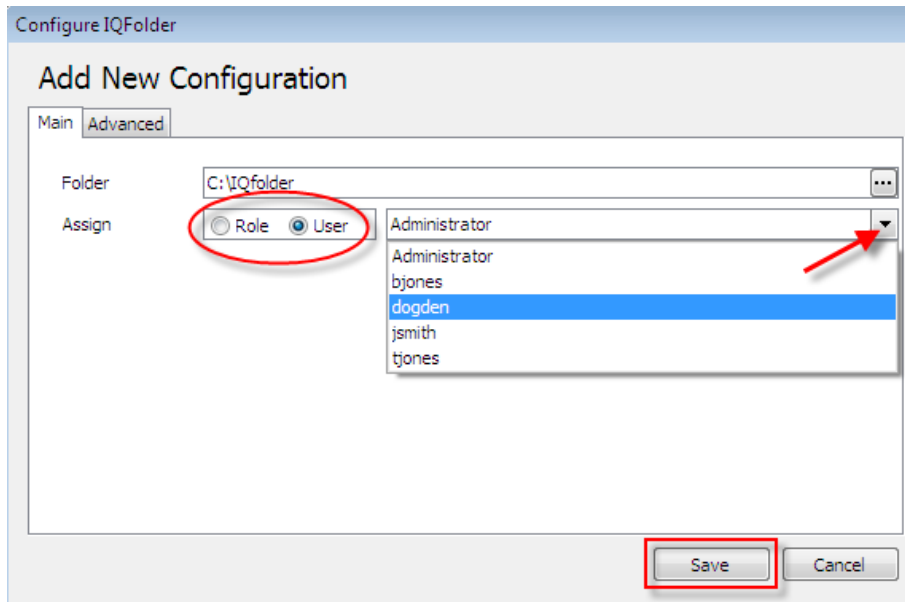 Configure IQFolder
Add New Configuration
Main Advanced
Folder C:\IQfolder ...
Assign Role User Administrator
Administrator
bjones
dogden
jsmith
tjones
Save Cancel